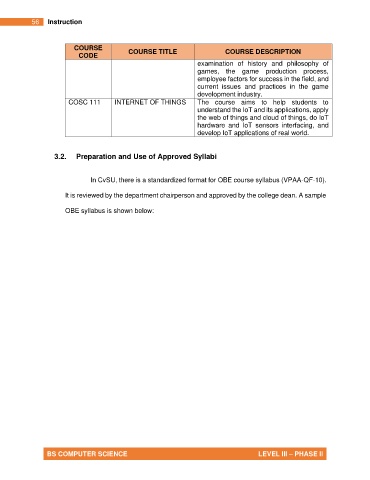 56 Instruction
COURSE CODE COURSE TITLE COURSE DESCRIPTION
examination of history and philosophy of
games, the game production process,
employee factors for success in the field, and
current issues and practices in the game
development industry.
COSC 111 INTERNET OF THINGS The course aims to help students to
understand the IoT and its applications, apply
the web of things and cloud of things, do IoT
hardware and IoT sensors interfacing, and
develop IoT applications of real world.
3.2. Preparation and Use of Approved Syllabi
In CvSU, there is a standardized format for OBE course syllabus (VPAA-QF-10).
It is reviewed by the department chairperson and approved by the college dean. A sample
OBE syllabus is shown below:
BS COMPUTER SCIENCE LEVEL III – PHASE II